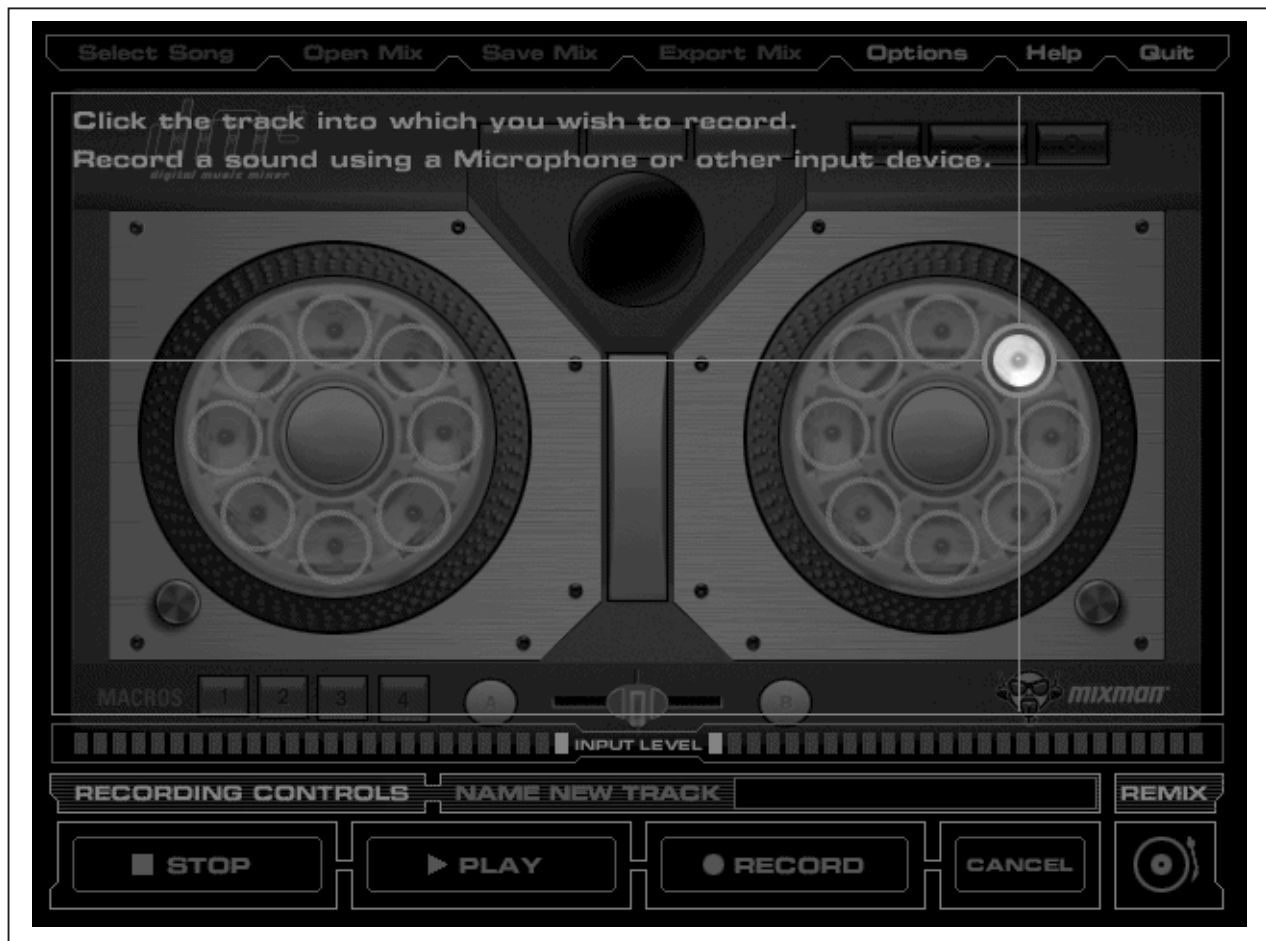 Select Song Open Mix Save Mix Export Mix Options Help Quit
Click the track into which you wish to record.
Record a sound using a Microphone or other input device.
dm2
digital music mixer
MACROS 1 2 3 4 A B mixman
INPUT LEVEL
RECORDING CONTROLS NAME NEW TRACK REMIX
STOP PLAY RECORD CANCEL